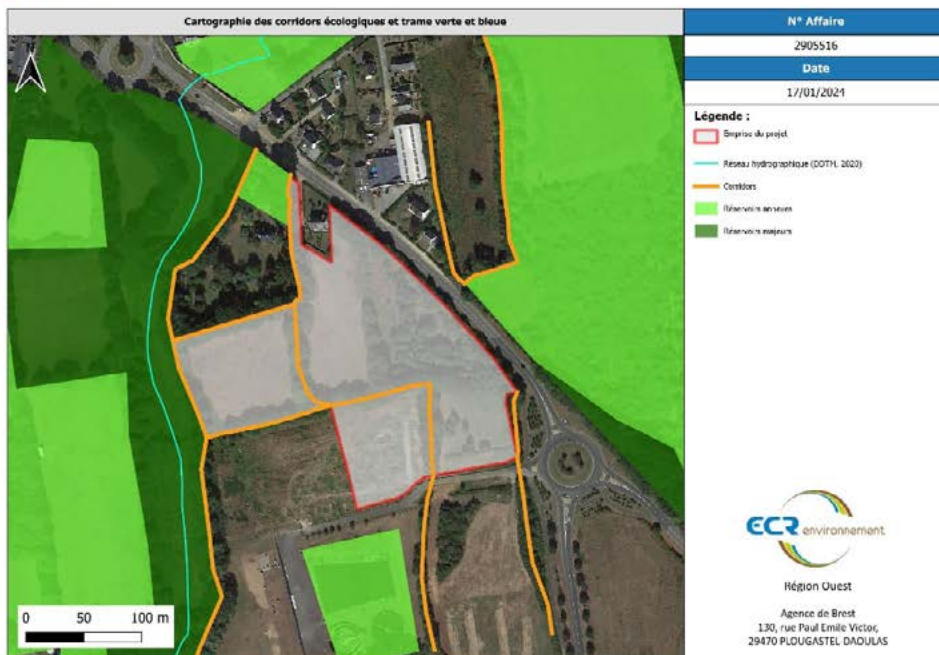 Cartographie des corridors écologiques et trame verte et bleue
N° Affaire
2905516
Date
17/01/2024
Légende :
Emprise du projet
Réseau hydrographique (DDTM, 2020)
Corridors
Réservoirs annexes
Réservoirs majeurs
0 50 100 m
ECR environnement
Région Ouest
Agence de Brest
130, rue Paul Emile Victor,
29470 PLOUGASTEL DAOULAS